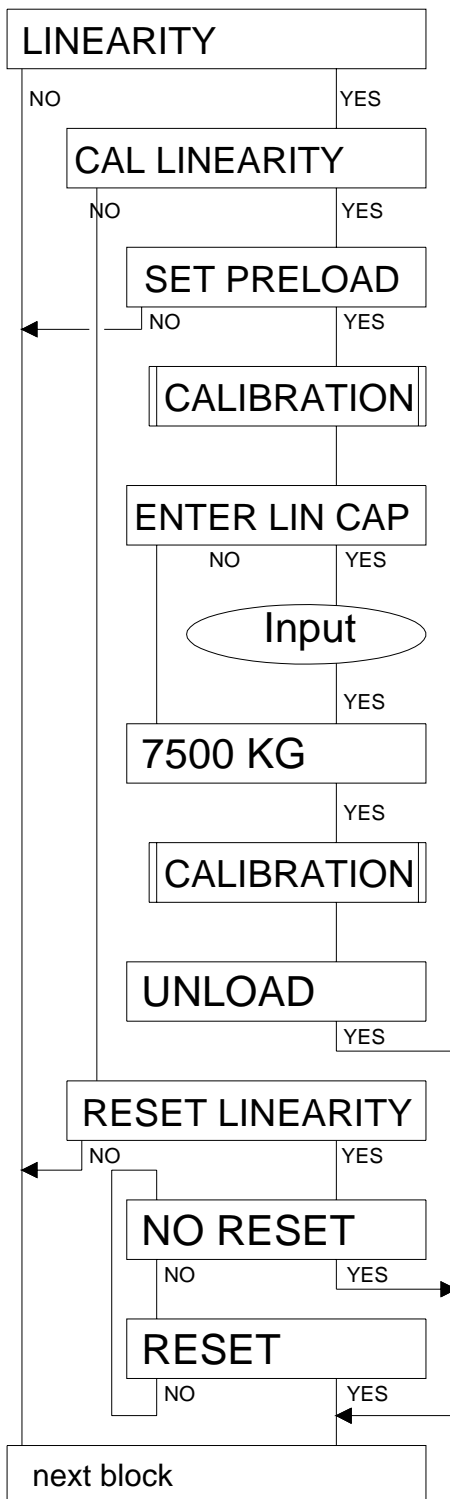 LINEARITY
NO YES
CAL LINEARITY
NO YES
SET PRELOAD
NO YES
CALIBRATION
ENTER LIN CAP
NO YES
Input
YES
7500 KG
YES
CALIBRATION
UNLOAD
YES
RESET LINEARITY
NO YES
NO RESET
NO YES
RESET
NO YES
next block